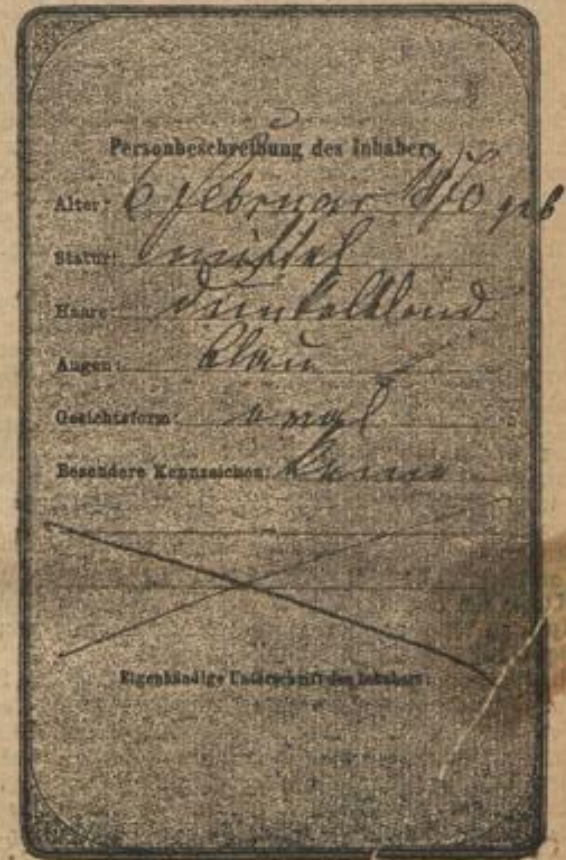 Personbeschreibung des Inhabers.
Alter: 6 Februar 1870 geb
Statur: mittel
Haare: dunkelblond
Augen: blau
Gesichtsform: oval
Besondere Kennzeichen: keine
Eigenhändige Unterschrift des Inhabers: